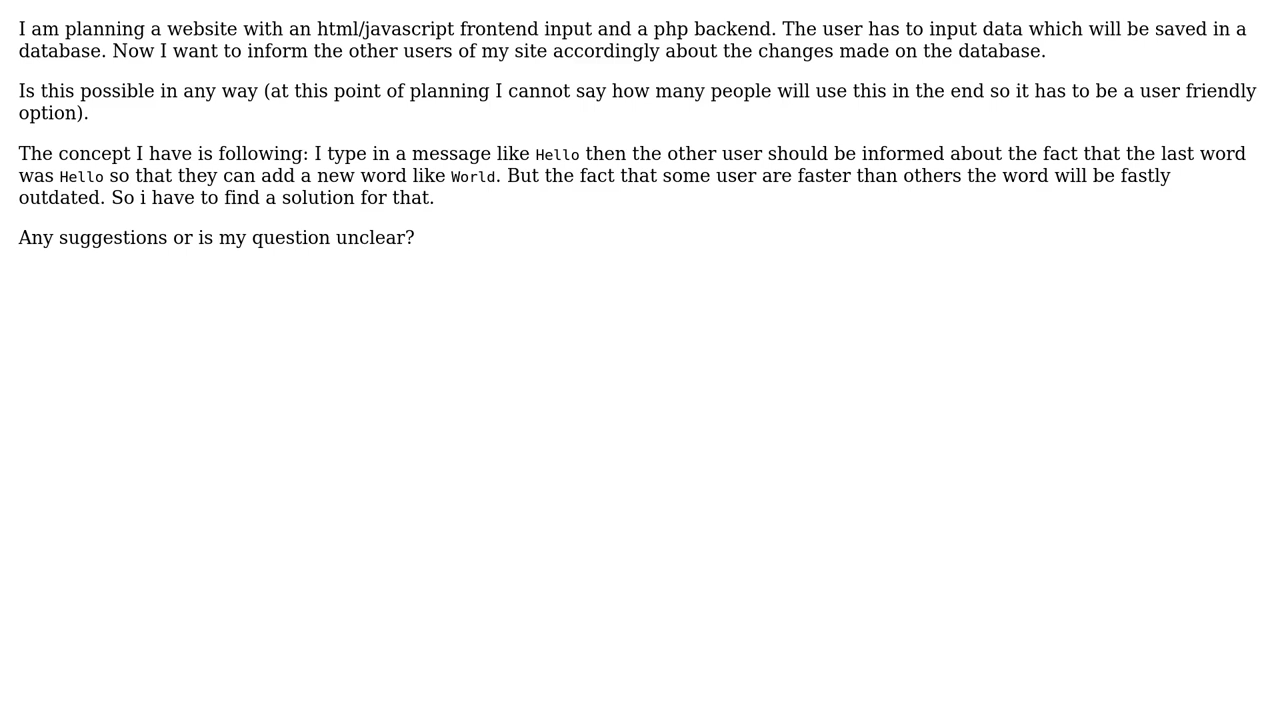 I am planning a website with an html/javascript frontend input and a php backend. The user has to input data which will be saved in a
database. Now I want to inform the other users of my site accordingly about the changes made on the database.
Is this possible in any way (at this point of planning I cannot say how many people will use this in the end so it has to be a user friendly
option).
The concept I have is following: I type in a message like Hello then the other user should be informed about the fact that the last word
was Hello so that they can add a new word like World. But the fact that some user are faster than others the word will be fastly
outdated. So i have to find a solution for that.
Any suggestions or is my question unclear?